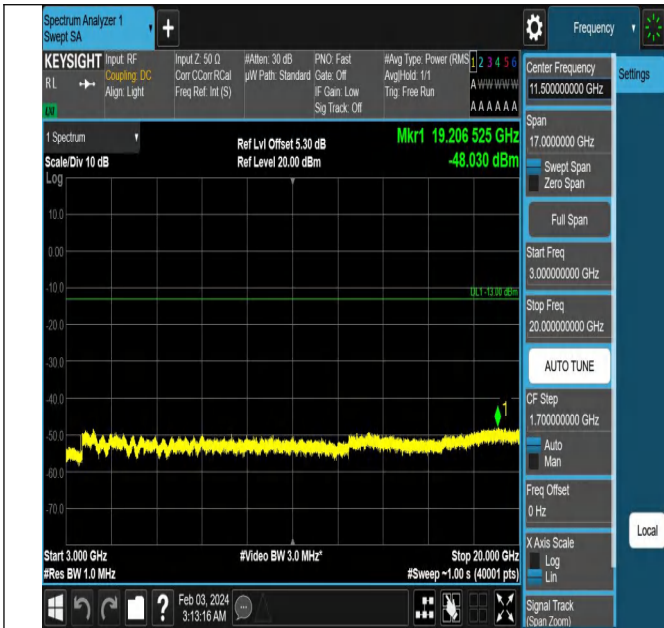 Spectrum Analyzer 1
Swept SA
+
Frequency
KEYSIGHT
RL
LXI
Input: RF
Coupling: DC
Align: Light
Input Z: 50 Ω
Corr CCorr RCal
Freq Ref: Int (S)
#Atten: 30 dB
µW Path: Standard
PNO: Fast
Gate: Off
IF Gain: Low
Sig Track: Off
#Avg Type: Power (RMS
Avg|Hold: 1/1
Trig: Free Run
1 2 3 4 5 6
A W W W W W
A A A A A A
1 Spectrum
Scale/Div 10 dB
Log
Ref Lvl Offset 5.30 dB
Ref Level 20.00 dBm
Mkr1 19.206 525 GHz
-48.030 dBm
10.0
0.00
-10.0
-20.0
-30.0
-40.0
-50.0
-60.0
-70.0
DL1 -13.00 dBm
1
Start 3.000 GHz
#Res BW 1.0 MHz
#Video BW 3.0 MHz*
Stop 20.000 GHz
#Sweep ~1.00 s (40001 pts)
Feb 03, 2024
3:13:16 AM
?
Center Frequency
11.500000000 GHz
Settings
Span
17.0000000 GHz
Swept Span
Zero Span
Full Span
Start Freq
3.000000000 GHz
Stop Freq
20.000000000 GHz
AUTO TUNE
CF Step
1.700000000 GHz
Auto
Man
Freq Offset
0 Hz
X Axis Scale
Log
Lin
Local
Signal Track
(Span Zoom)